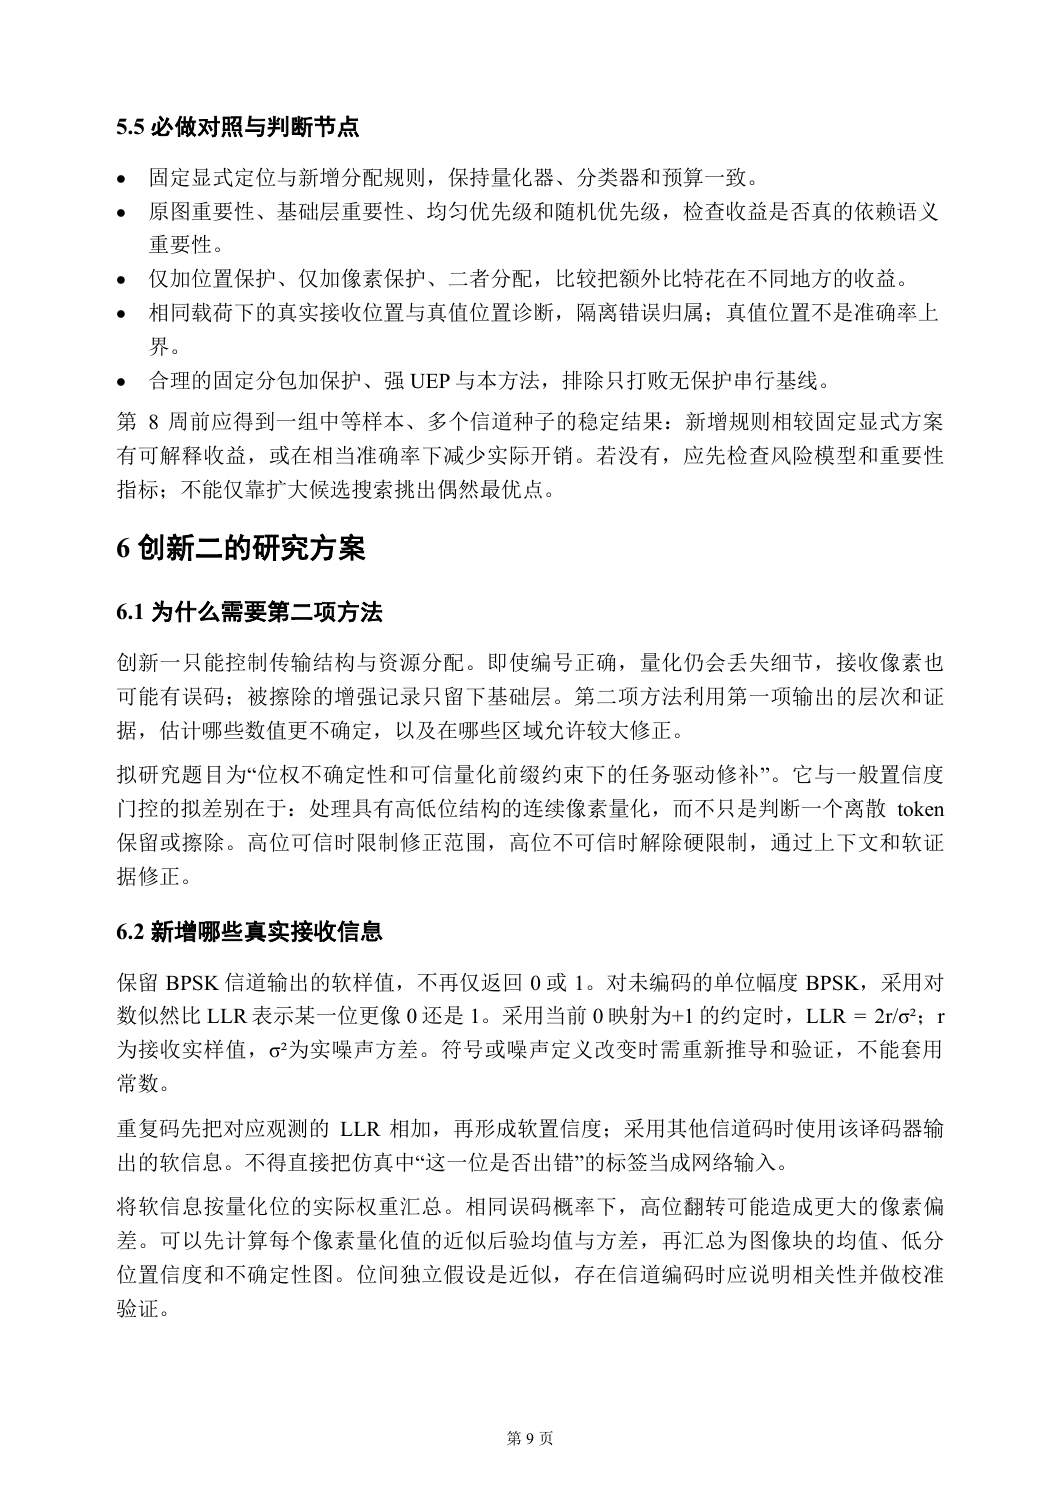 5.5 必做对照与判断节点
• 固定显式定位与新增分配规则，保持量化器、分类器和预算一致。
• 原图重要性、基础层重要性、均匀优先级和随机优先级，检查收益是否真的依赖语义
重要性。
• 仅加位置保护、仅加像素保护、二者分配，比较把额外比特花在不同地方的收益。
• 相同载荷下的真实接收位置与真值位置诊断，隔离错误归属；真值位置不是准确率上
界。
• 合理的固定分包加保护、强 UEP 与本方法，排除只打败无保护串行基线。
第 8 周前应得到一组中等样本、多个信道种子的稳定结果：新增规则相较固定显式方案
有可解释收益，或在相当准确率下减少实际开销。若没有，应先检查风险模型和重要性
指标；不能仅靠扩大候选搜索挑出偶然最优点。
6 创新二的研究方案
6.1 为什么需要第二项方法
创新一只能控制传输结构与资源分配。即使编号正确，量化仍会丢失细节，接收像素也
可能有误码；被擦除的增强记录只留下基础层。第二项方法利用第一项输出的层次和证
据，估计哪些数值更不确定，以及在哪些区域允许较大修正。
拟研究题目为“位权不确定性和可信量化前缀约束下的任务驱动修补”。它与一般置信度
门控的拟差别在于：处理具有高低位结构的连续像素量化，而不只是判断一个离散 token
保留或擦除。高位可信时限制修正范围，高位不可信时解除硬限制，通过上下文和软证
据修正。
6.2 新增哪些真实接收信息
保留 BPSK 信道输出的软样值，不再仅返回 0 或 1。对未编码的单位幅度 BPSK，采用对
数似然比 LLR 表示某一位更像 0 还是 1。采用当前 0 映射为+1 的约定时，LLR = 2r/σ²；r
为接收实样值，σ²为实噪声方差。符号或噪声定义改变时需重新推导和验证，不能套用
常数。
重复码先把对应观测的 LLR 相加，再形成软置信度；采用其他信道码时使用该译码器输
出的软信息。不得直接把仿真中“这一位是否出错”的标签当成网络输入。
将软信息按量化位的实际权重汇总。相同误码概率下，高位翻转可能造成更大的像素偏
差。可以先计算每个像素量化值的近似后验均值与方差，再汇总为图像块的均值、低分
位置信度和不确定性图。位间独立假设是近似，存在信道编码时应说明相关性并做校准
验证。
第 9 页